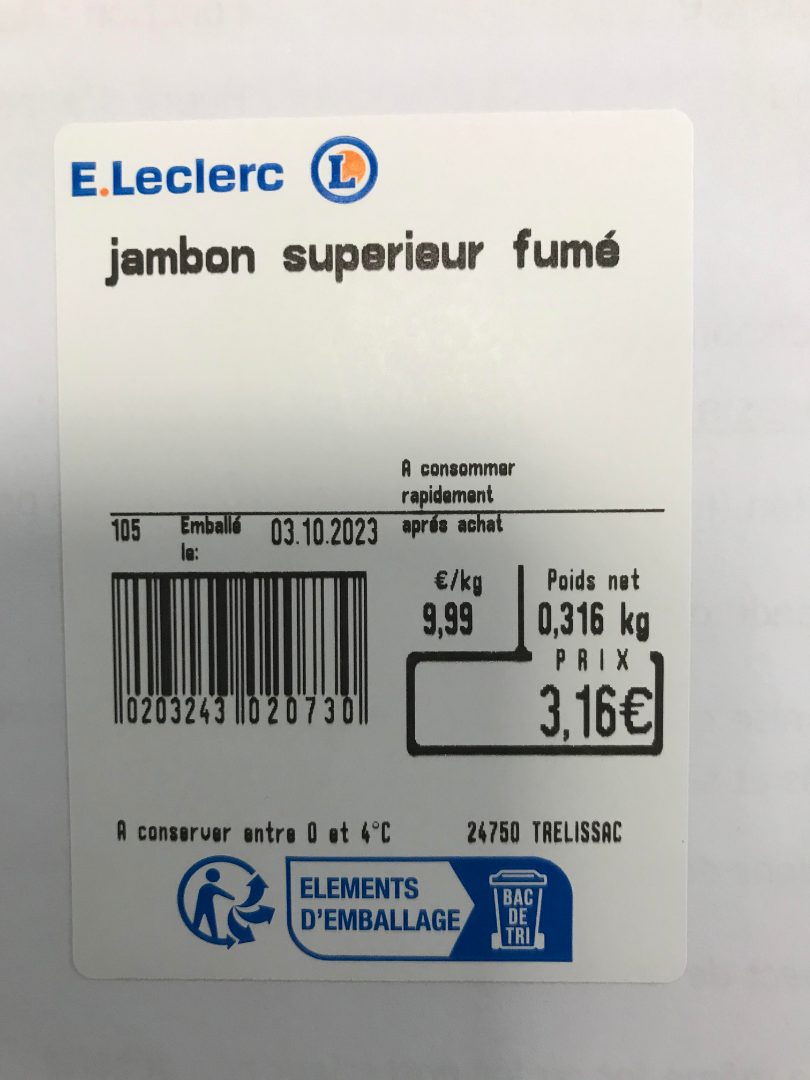 E.Leclerc L
jambon superieur fumé
A consommer
rapidement
aprés achat
105 Emballé
le: 03.10.2023
€/kg Poids net
9,99 0,316 kg
PRIX
3,16€
0203243 020730
A conserver entre 0 et 4°C 24750 TRELISSAC
ELEMENTS
D'EMBALLAGE
BAC
DE
TRI